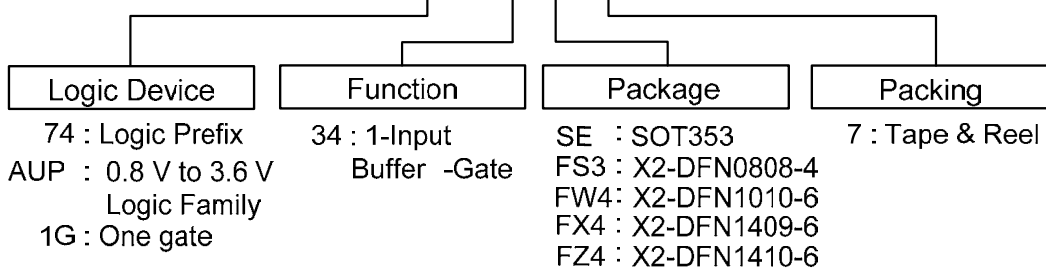 Logic Device
Function
Package
Packing
74 : Logic Prefix
AUP : 0.8 V to 3.6 V
Logic Family
1G : One gate
34 : 1-Input
Buffer -Gate
SE : SOT353
FS3 : X2-DFN0808-4
FW4: X2-DFN1010-6
FX4 : X2-DFN1409-6
FZ4 : X2-DFN1410-6
7 : Tape & Reel